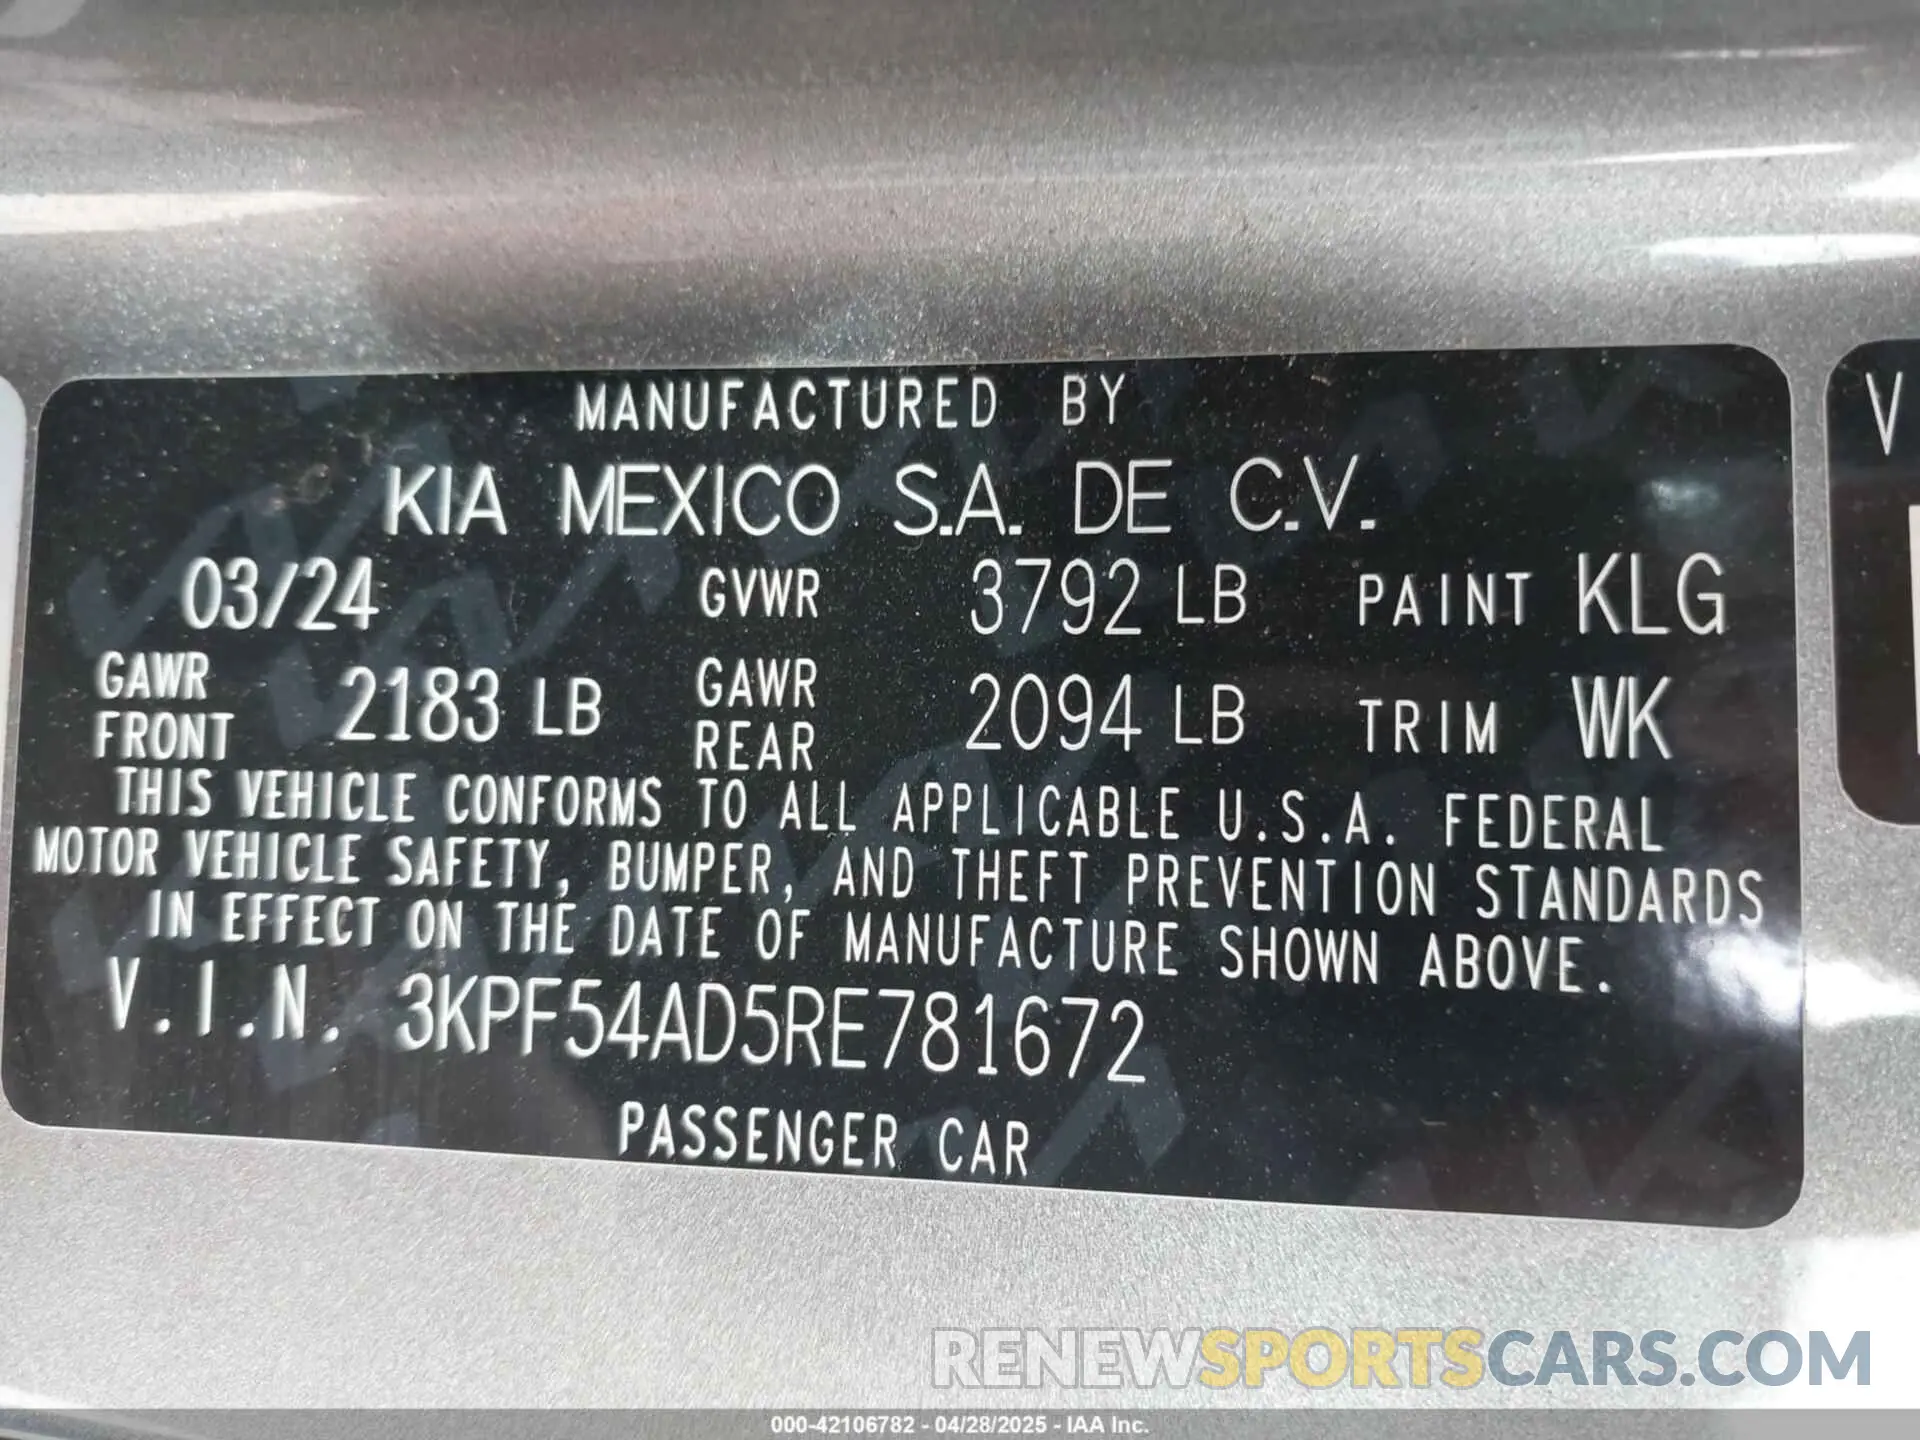 MANUFACTURED BY
KIA MEXICO S.A. DE C.V.
03/24 GVWR 3792 LB PAINT KLG
GAWR FRONT 2183 LB GAWR REAR 2094 LB TRIM WK
THIS VEHICLE CONFORMS TO ALL APPLICABLE U.S.A. FEDERAL
MOTOR VEHICLE SAFETY, BUMPER, AND THEFT PREVENTION STANDARDS
IN EFFECT ON THE DATE OF MANUFACTURE SHOWN ABOVE.
V.I.N. 3KPF54AD5RE781672
PASSENGER CAR
V
RENEWSPORTSCARS.COM
000-42106782 - 04/28/2025 - IAA Inc.